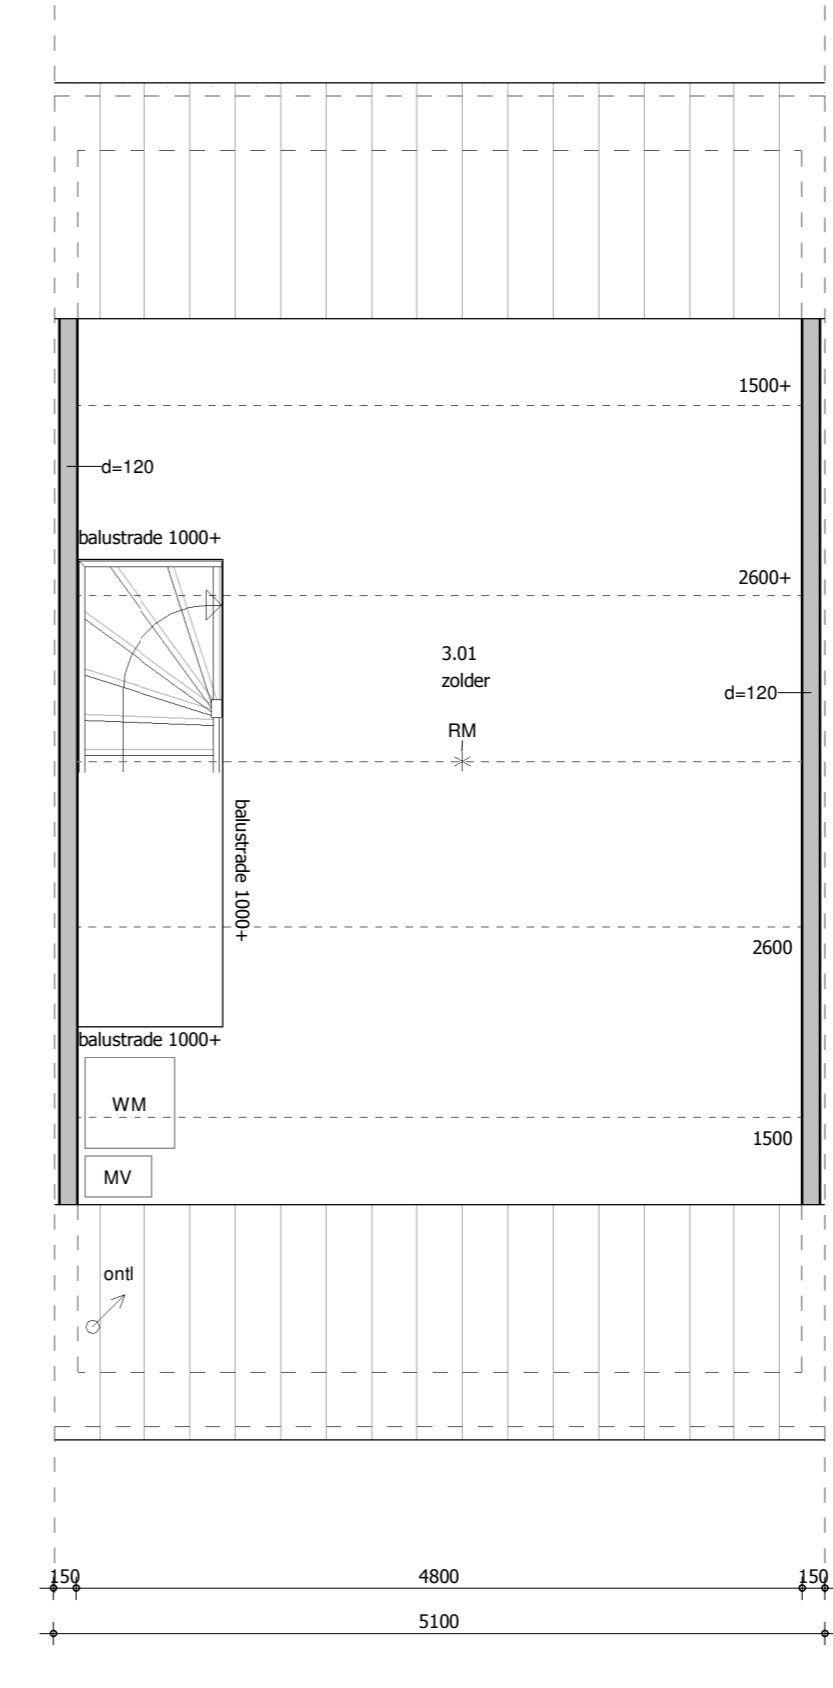 1500+
d=120
balustrade 1000+
2600+
3.01
zolder
d=120
RM
balustrade 1000+
2600
balustrade 1000+
WM
1500
MV
ontl
150
4800
150
5100